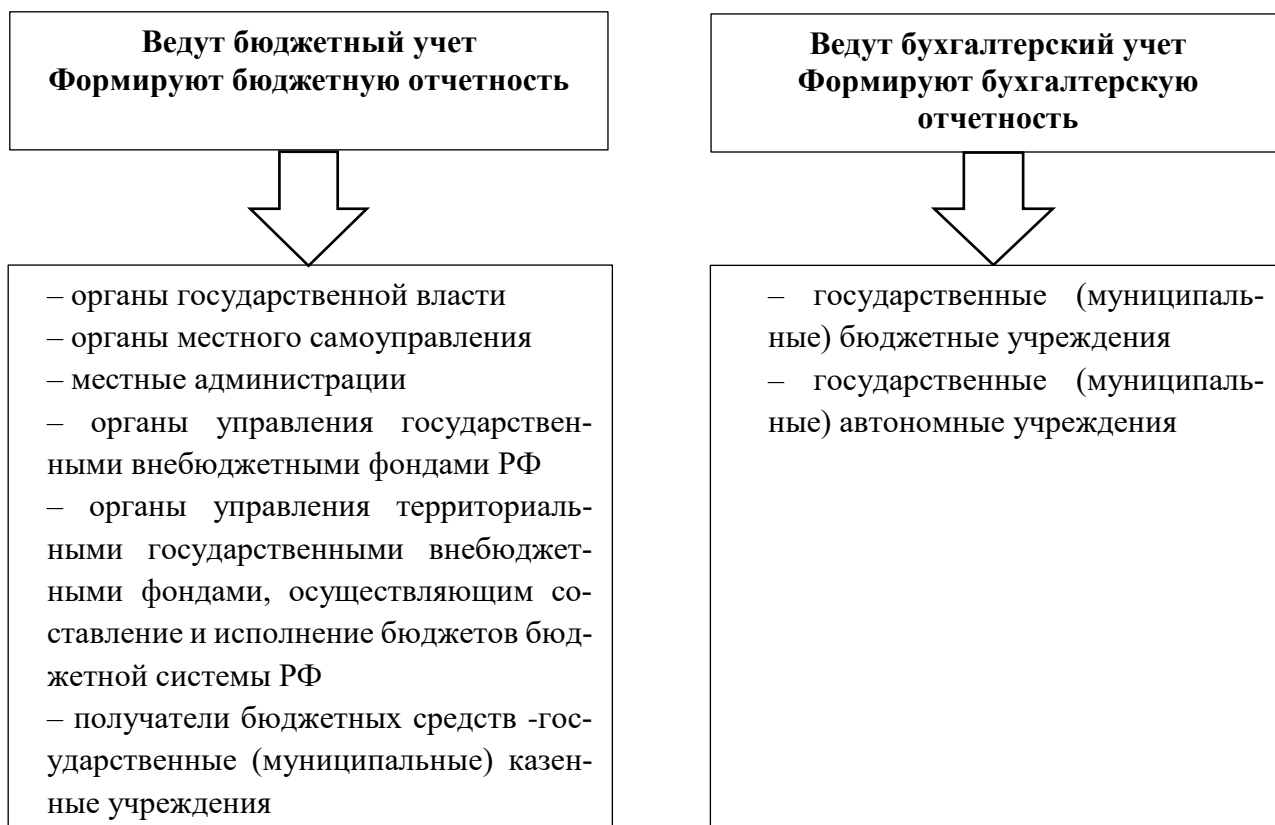 Ведут бюджетный учет
Формируют бюджетную отчетность
Ведут бухгалтерский учет
Формируют бухгалтерскую
отчетность
– органы государственной власти
– органы местного самоуправления
– местные администрации
– органы управления государствен-
ными внебюджетными фондами РФ
– органы управления территориаль-
ными государственными внебюджет-
ными фондами, осуществляющим со-
ставление и исполнение бюджетов бюд-
жетной системы РФ
– получатели бюджетных средств -гос-
ударственные (муниципальные) казен-
ные учреждения
– государственные (муниципаль-
ные) бюджетные учреждения
– государственные (муниципаль-
ные) автономные учреждения